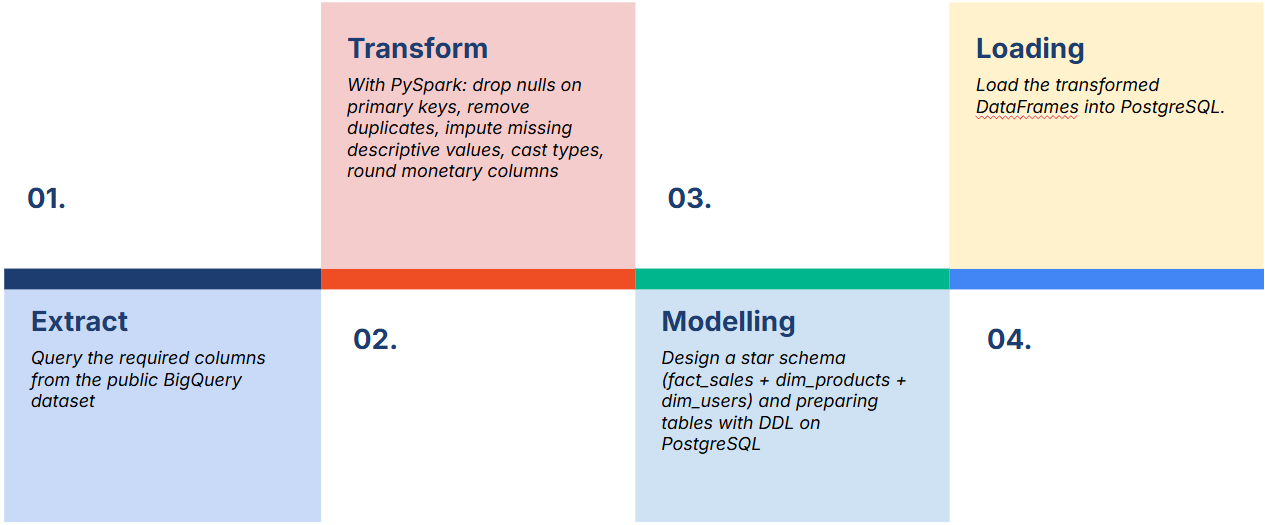 01.
Extract
Query the required columns
from the public BigQuery
dataset
Transform
With PySpark: drop nulls on
primary keys, remove
duplicates, impute missing
descriptive values, cast types,
round monetary columns
02.
03.
Modelling
Design a star schema
(fact_sales + dim_products +
dim_users) and preparing
tables with DDL on
PostgreSQL
Loading
Load the transformed
DataFrames into PostgreSQL.
04.